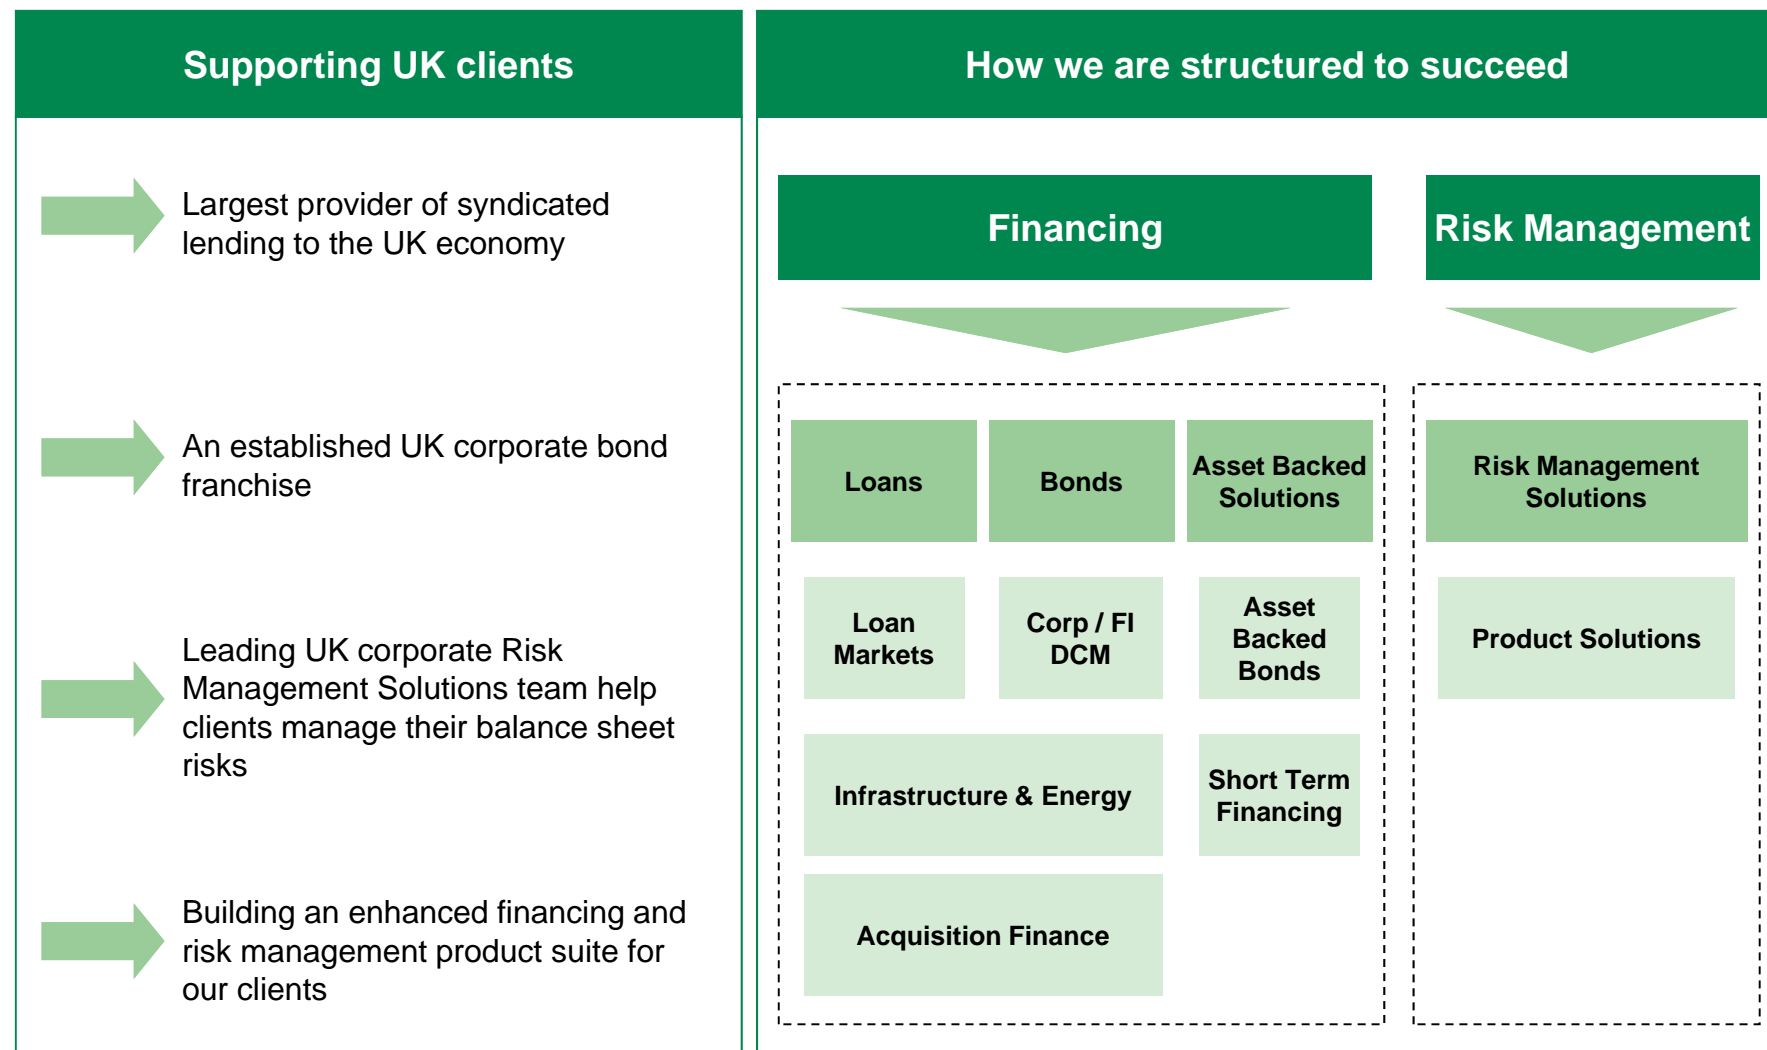 Supporting UK clients
Largest provider of syndicated
lending to the UK economy
An established UK corporate bond
franchise
Leading UK corporate Risk
Management Solutions team help
clients manage their balance sheet
risks
Building an enhanced financing and
risk management product suite for
our clients
How we are structured to succeed
Financing
Risk Management
Loans
Bonds
Asset Backed
Solutions
Risk Management
Solutions
Loan
Markets
Corp / FI
DCM
Asset
Backed
Bonds
Product Solutions
Infrastructure & Energy
Short Term
Financing
Acquisition Finance